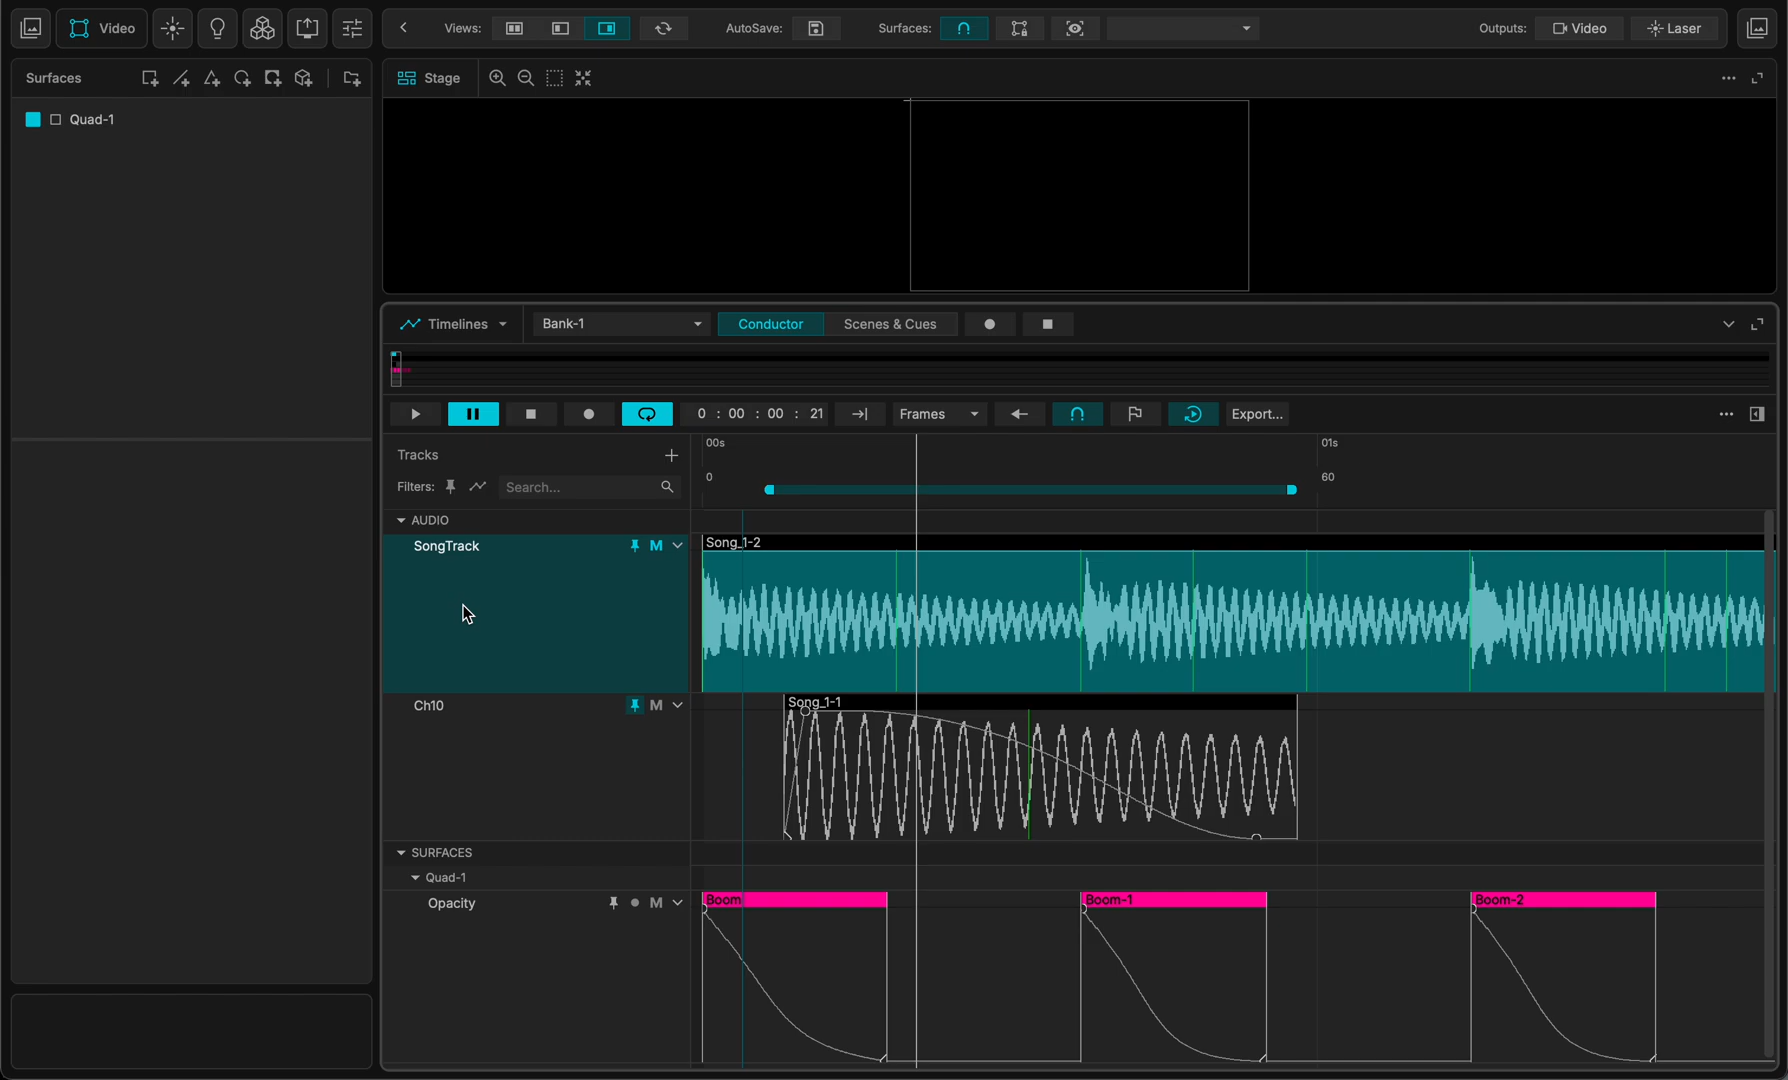 Video
Views:
AutoSave:
Surfaces:
Outputs:
Video
Laser
Surfaces
Stage
Quad-1
Timelines
Bank-1
Conductor
Scenes & Cues
0 : 00 : 00 : 21
Frames
Export...
Tracks
00s
01s
Filters:
Search...
0
60
AUDIO
SongTrack
M
Song_1-2
Ch10
M
Song_1-1
SURFACES
Quad-1
Opacity
M
Boom
Boom-1
Boom-2